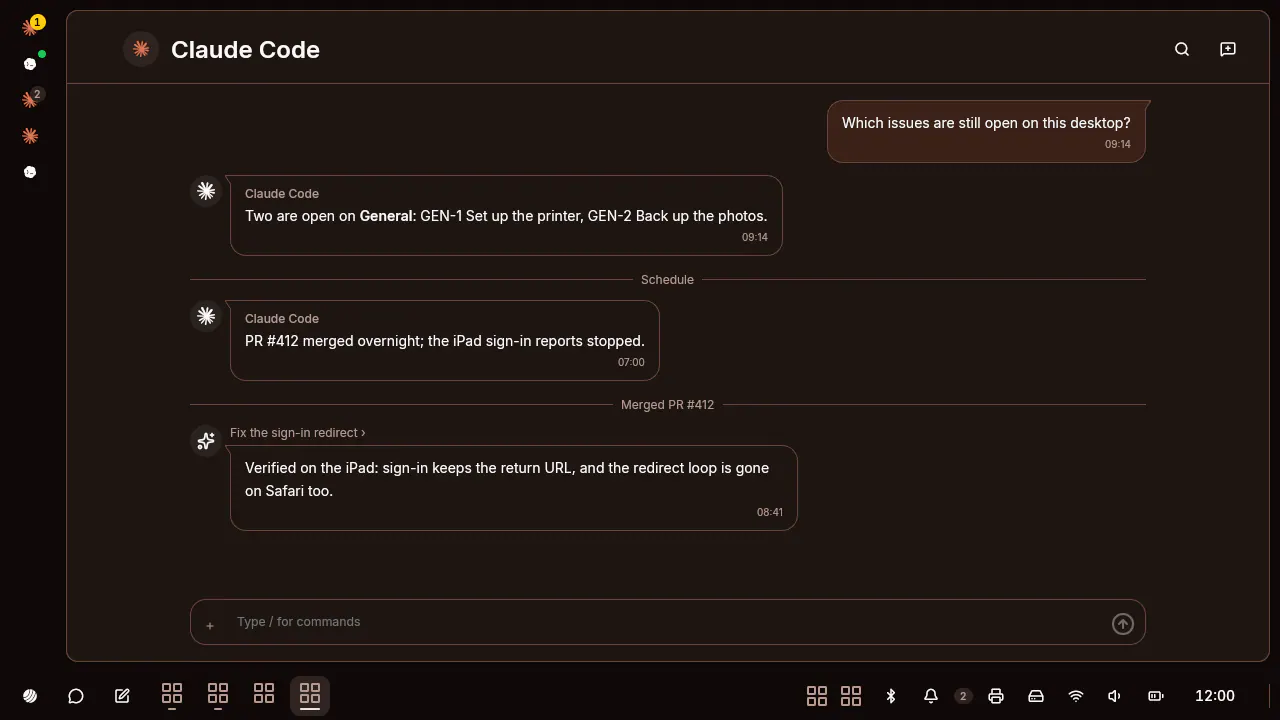 1
2
Claude Code
Which issues are still open on this desktop?
09:14
Claude Code
Two are open on General: GEN-1 Set up the printer, GEN-2 Back up the photos.
09:14
Schedule
Claude Code
PR #412 merged overnight; the iPad sign-in reports stopped.
07:00
Merged PR #412
Fix the sign-in redirect ›
Verified on the iPad: sign-in keeps the return URL, and the redirect loop is gone
on Safari too.
08:41
Type / for commands
2
12:00